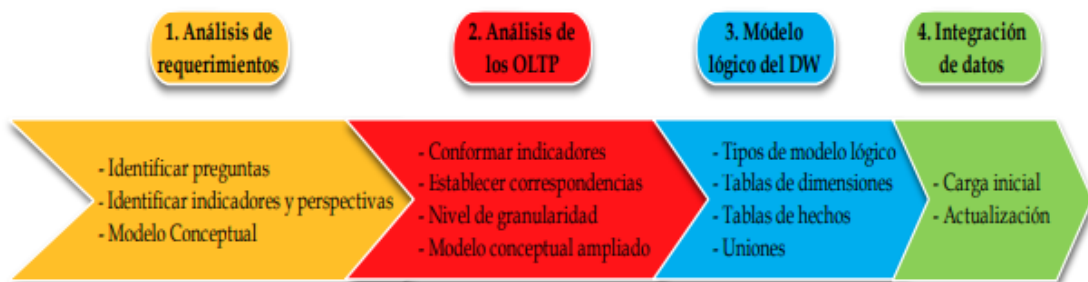 1. Análisis de
requerimientos
2. Análisis de
los OLTP
3. Módelo
lógico del DW
4. Integración
de datos
- Identificar preguntas
- Identificar indicadores y perspectivas
- Modelo Conceptual
- Conformar indicadores
- Establecer correspondencias
- Nivel de granularidad
- Modelo conceptual ampliado
- Tipos de modelo lógico
- Tablas de dimensiones
- Tablas de hechos
- Uniones
- Carga inicial
- Actualización